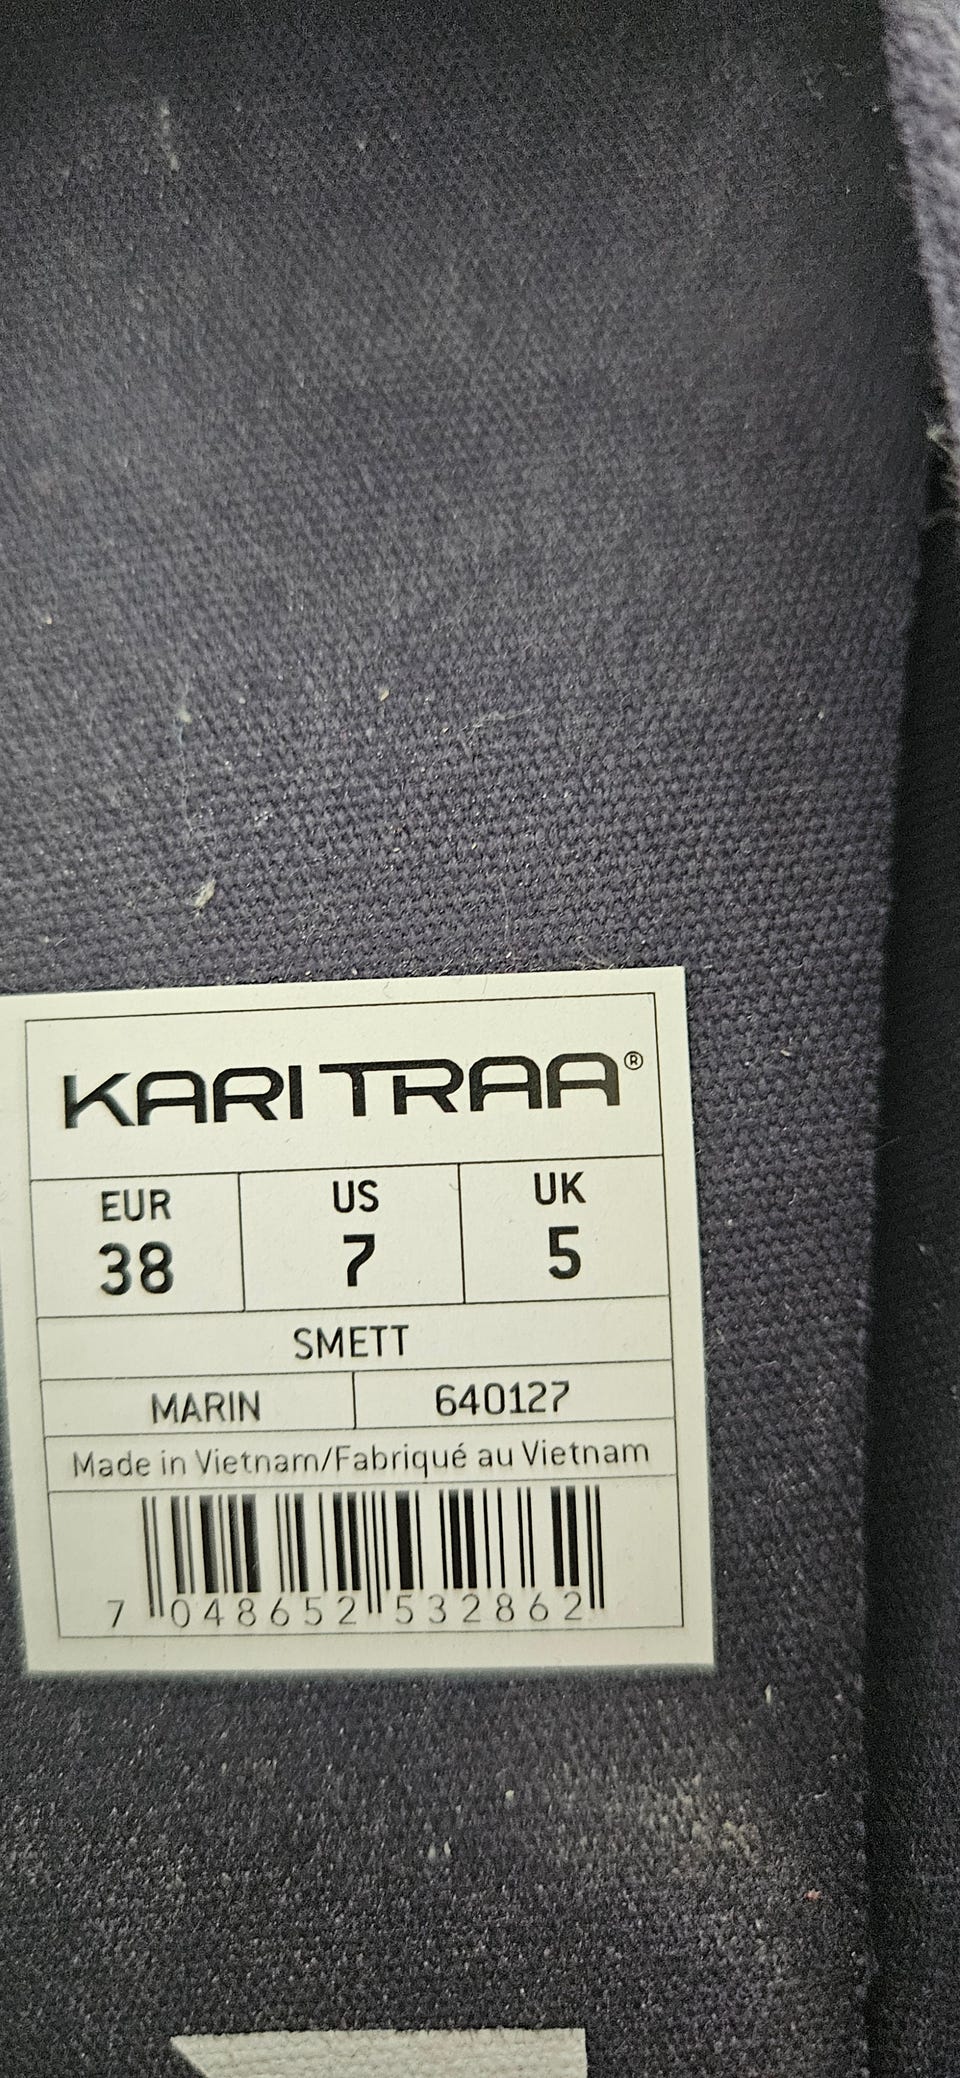 KARI TRAA®
EUR US UK
38 7 5
SMETT
MARIN 640127
Made in Vietnam/Fabriqué au Vietnam
7 048652 532862